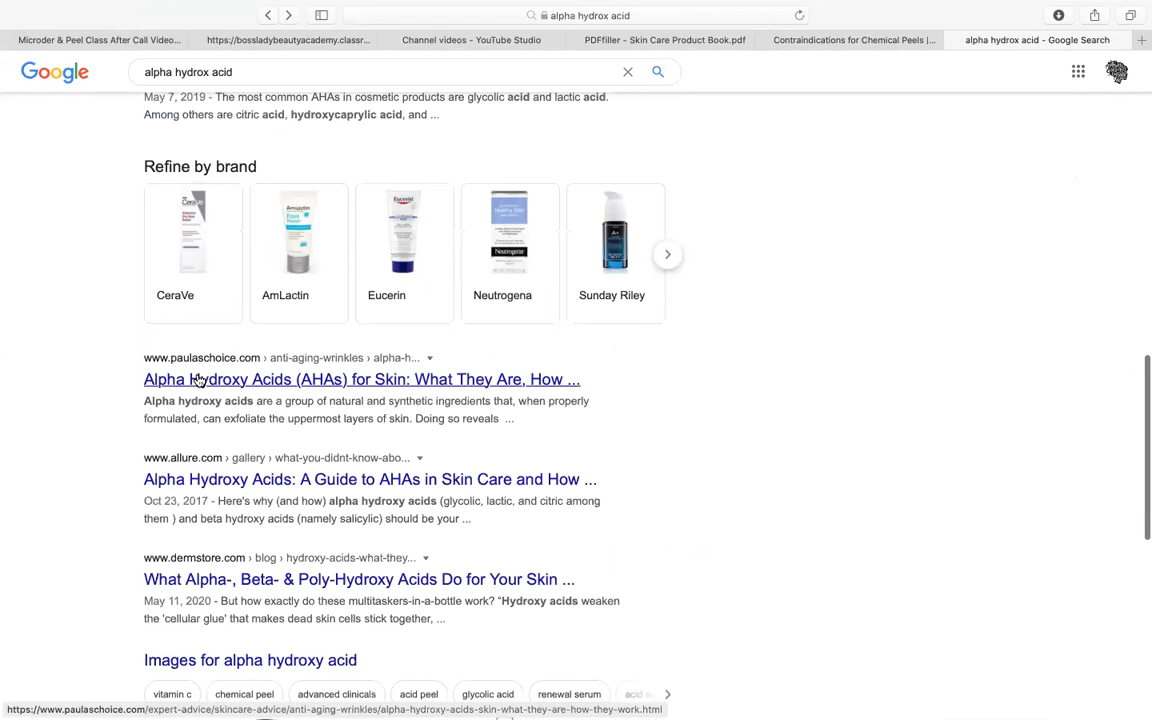 alpha hydrox acid
Microder & Peel Class After Call Video...
https://bossladybeautyacademy.classr...
Channel videos - YouTube Studio
PDFfiller - Skin Care Product Book.pdf
Contraindications for Chemical Peels |...
alpha hydrox acid - Google Search
Google
alpha hydrox acid
May 7, 2019 - The most common AHAs in cosmetic products are glycolic acid and lactic acid.
Among others are citric acid, hydroxycaprylic acid, and ...
Refine by brand
CeraVe
AmLactin
Eucerin
Neutrogena
Sunday Riley
www.paulaschoice.com › anti-aging-wrinkles › alpha-h...
Alpha Hydroxy Acids (AHAs) for Skin: What They Are, How ...
Alpha hydroxy acids are a group of natural and synthetic ingredients that, when properly
formulated, can exfoliate the uppermost layers of skin. Doing so reveals ...
www.allure.com › gallery › what-you-didnt-know-abo...
Alpha Hydroxy Acids: A Guide to AHAs in Skin Care and How ...
Oct 23, 2017 - Here's why (and how) alpha hydroxy acids (glycolic, lactic, and citric among
them ) and beta hydroxy acids (namely salicylic) should be your ...
www.dermstore.com › blog › hydroxy-acids-what-they...
What Alpha-, Beta- & Poly-Hydroxy Acids Do for Your Skin ...
May 11, 2020 - But how exactly do these multitaskers-in-a-bottle work? "Hydroxy acids weaken
the 'cellular glue' that makes dead skin cells stick together, ...
Images for alpha hydroxy acid
vitamin c
chemical peel
advanced clinicals
acid peel
glycolic acid
renewal serum
acid
https://www.paulaschoice.com/expert-advice/skincare-advice/anti-aging-wrinkles/alpha-hydroxy-acids-skin-what-they-are-how-they-work.html